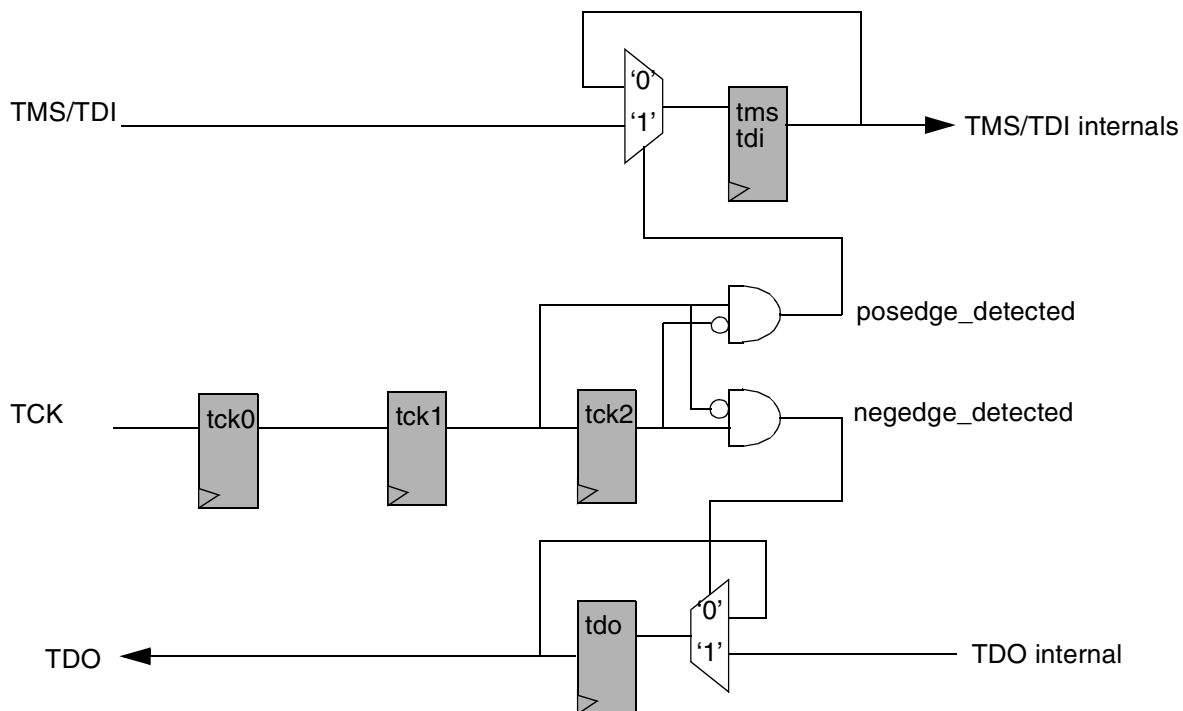 ‘0’
TMS/TDI
‘1’
tms
tdi
TMS/TDI internals
posedge_detected
TCK
tck0
tck1
tck2
negedge_detected
‘0’
tdo
‘1’
TDO
TDO internal